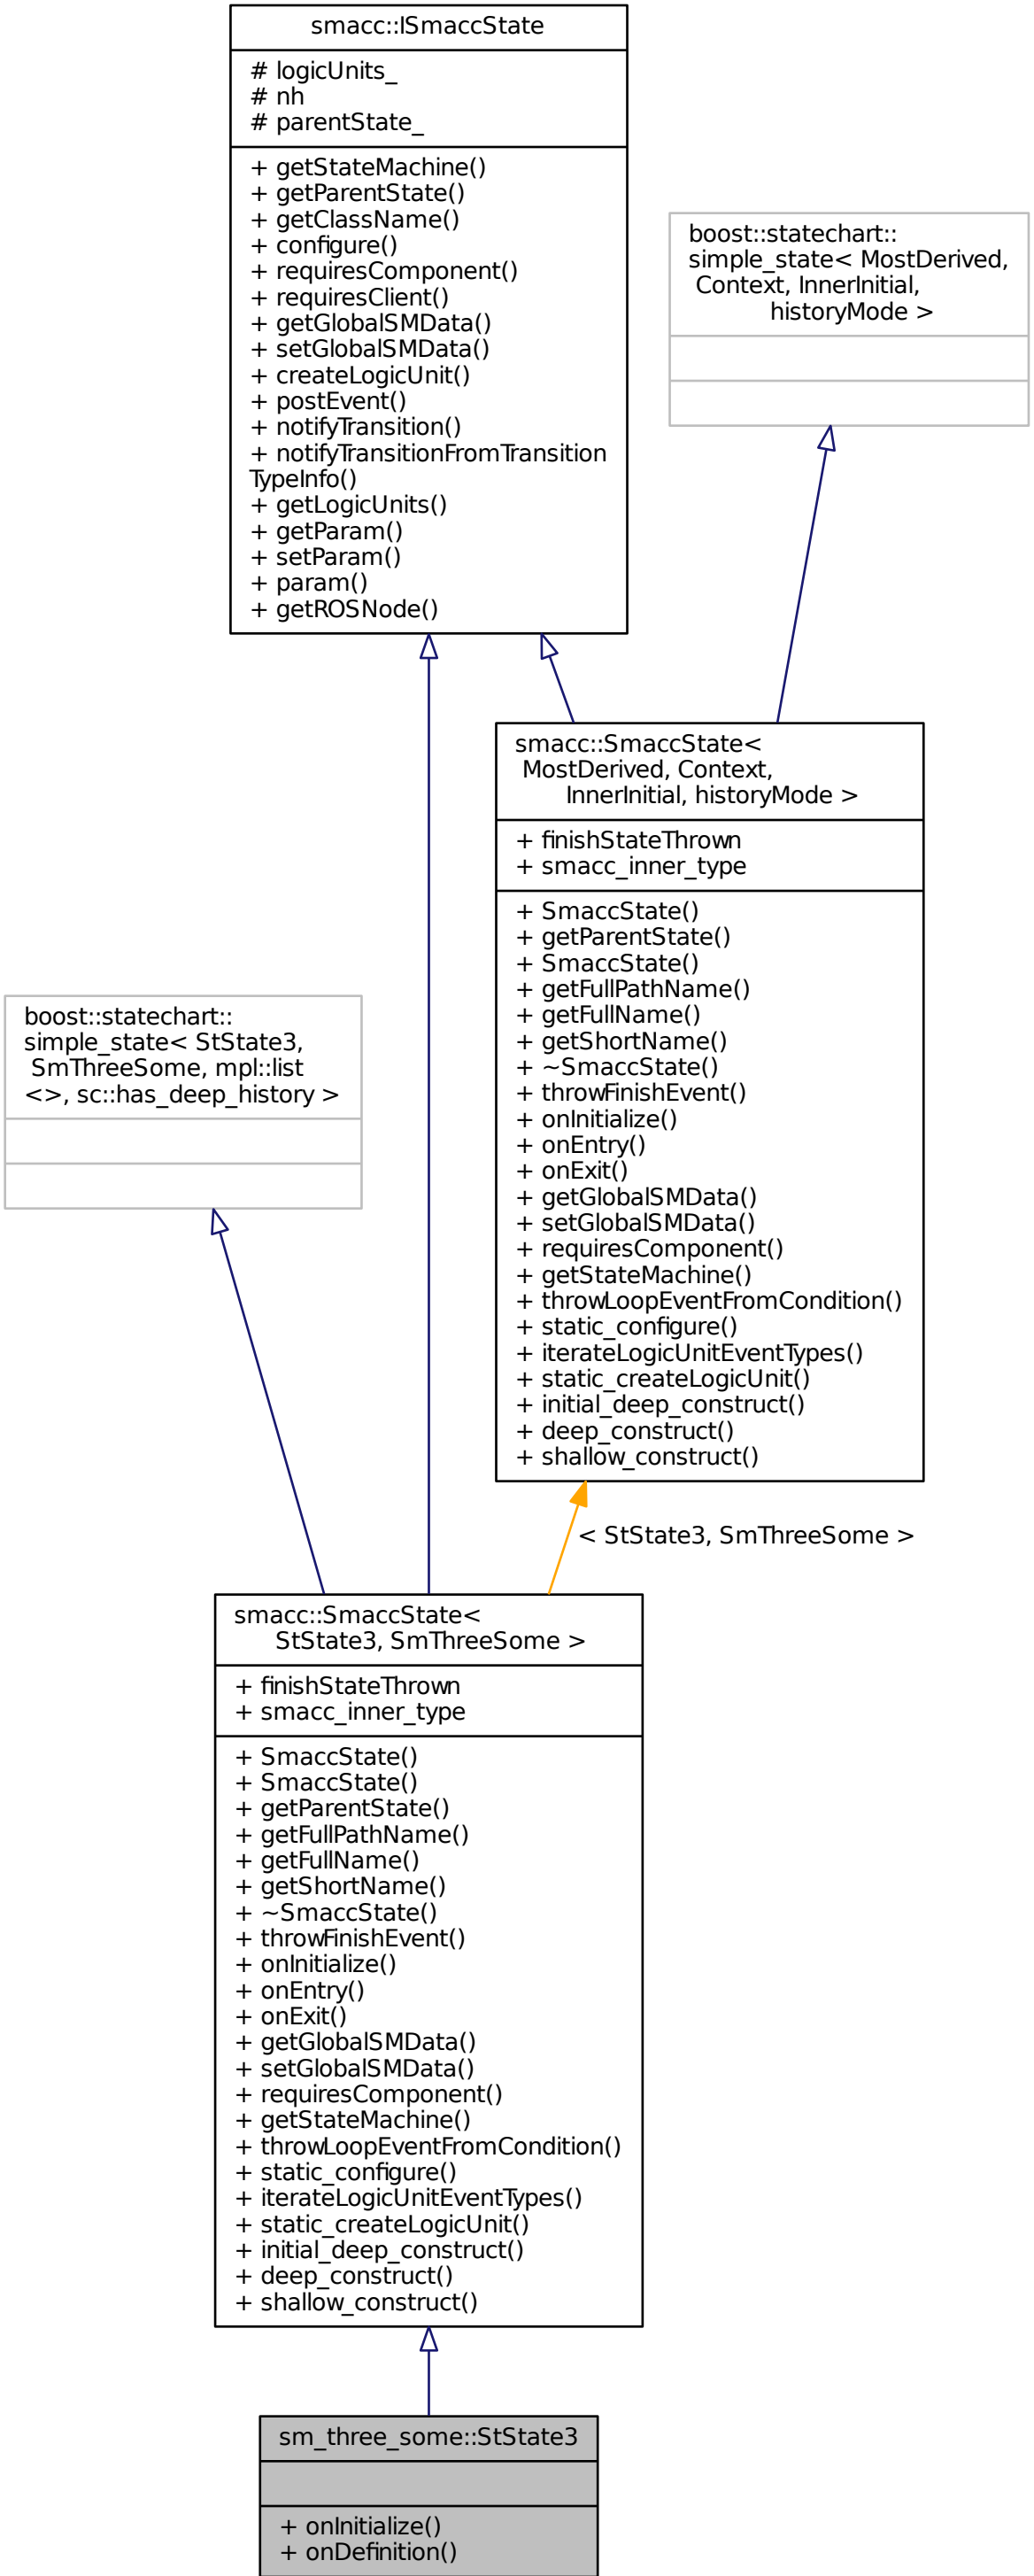 smacc::ISmaccState
# logicUnits_
# nh
# parentState_
+ getStateMachine()
+ getParentState()
+ getClassName()
+ configure()
+ requiresComponent()
+ requiresClient()
+ getGlobalSMData()
+ setGlobalSMData()
+ createLogicUnit()
+ postEvent()
+ notifyTransition()
+ notifyTransitionFromTransition
TypeInfo()
+ getLogicUnits()
+ getParam()
+ setParam()
+ param()
+ getROSNode()
boost::statechart::
simple_state< MostDerived,
Context, InnerInitial,
historyMode >
smacc::SmaccState<
MostDerived, Context,
InnerInitial, historyMode >
+ finishStateThrown
+ smacc_inner_type
+ SmaccState()
+ getParentState()
+ SmaccState()
+ getFullPathName()
+ getFullName()
+ getShortName()
+ ~SmaccState()
+ throwFinishEvent()
+ onInitialize()
+ onEntry()
+ onExit()
+ getGlobalSMData()
+ setGlobalSMData()
+ requiresComponent()
+ getStateMachine()
+ throwLoopEventFromCondition()
+ static_configure()
+ iterateLogicUnitEventTypes()
+ static_createLogicUnit()
+ initial_deep_construct()
+ deep_construct()
+ shallow_construct()
boost::statechart::
simple_state< StState3,
SmThreeSome, mpl::list
<>, sc::has_deep_history >
< StState3, SmThreeSome >
smacc::SmaccState<
StState3, SmThreeSome >
+ finishStateThrown
+ smacc_inner_type
+ SmaccState()
+ SmaccState()
+ getParentState()
+ getFullPathName()
+ getFullName()
+ getShortName()
+ ~SmaccState()
+ throwFinishEvent()
+ onInitialize()
+ onEntry()
+ onExit()
+ getGlobalSMData()
+ setGlobalSMData()
+ requiresComponent()
+ getStateMachine()
+ throwLoopEventFromCondition()
+ static_configure()
+ iterateLogicUnitEventTypes()
+ static_createLogicUnit()
+ initial_deep_construct()
+ deep_construct()
+ shallow_construct()
sm_three_some::StState3
+ onInitialize()
+ onDefinition()